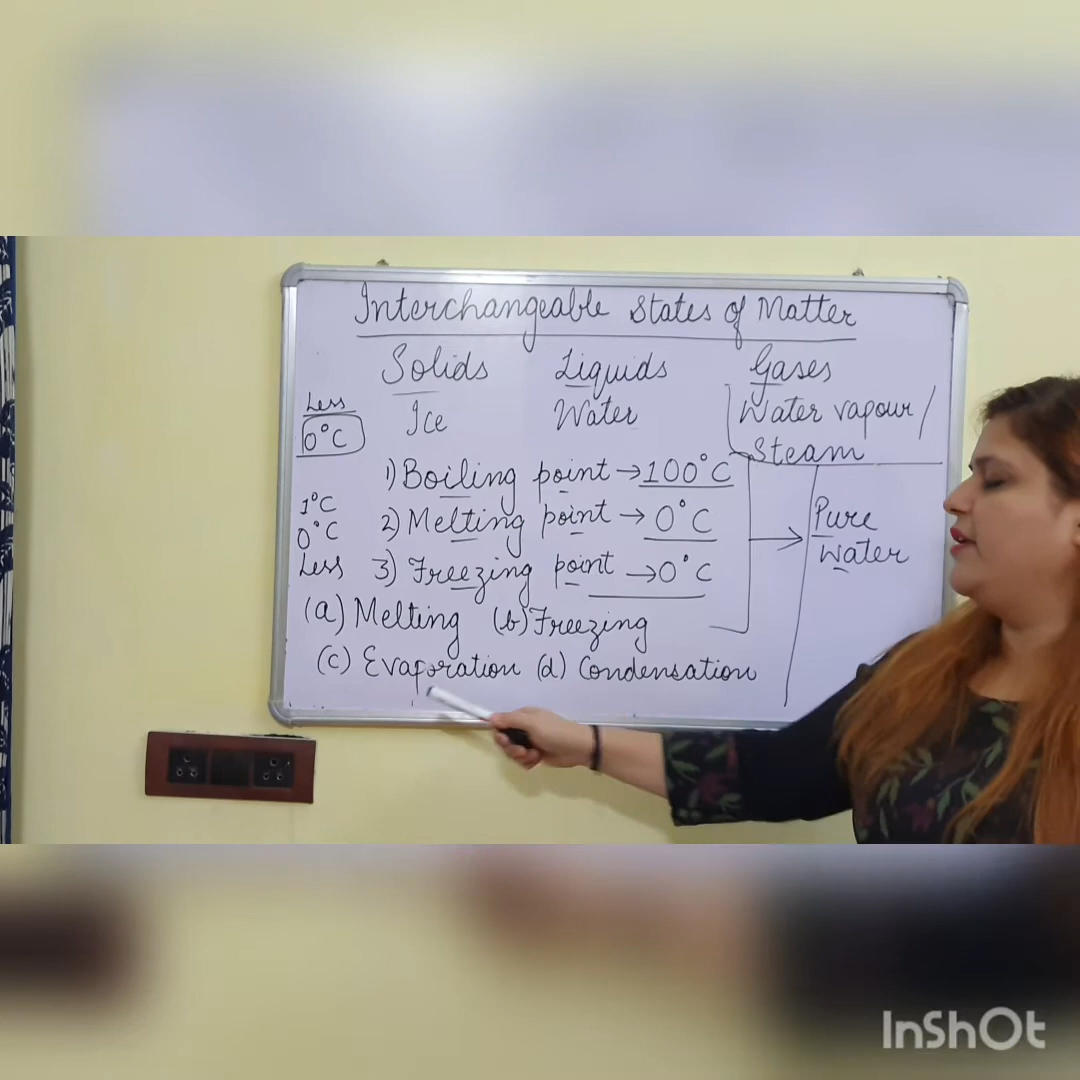 Interchangeable States of Matter
Solids Liquids Gases
Less
0°C
Ice Water Water vapour/
Steam
1) Boiling point → 100°C
1°C
0°C
Less
2) Melting point → 0°C
3) Freezing point → 0°C
Pure
Water
(a) Melting (b) Freezing
(c) Evaporation (d) Condensation
InShOt